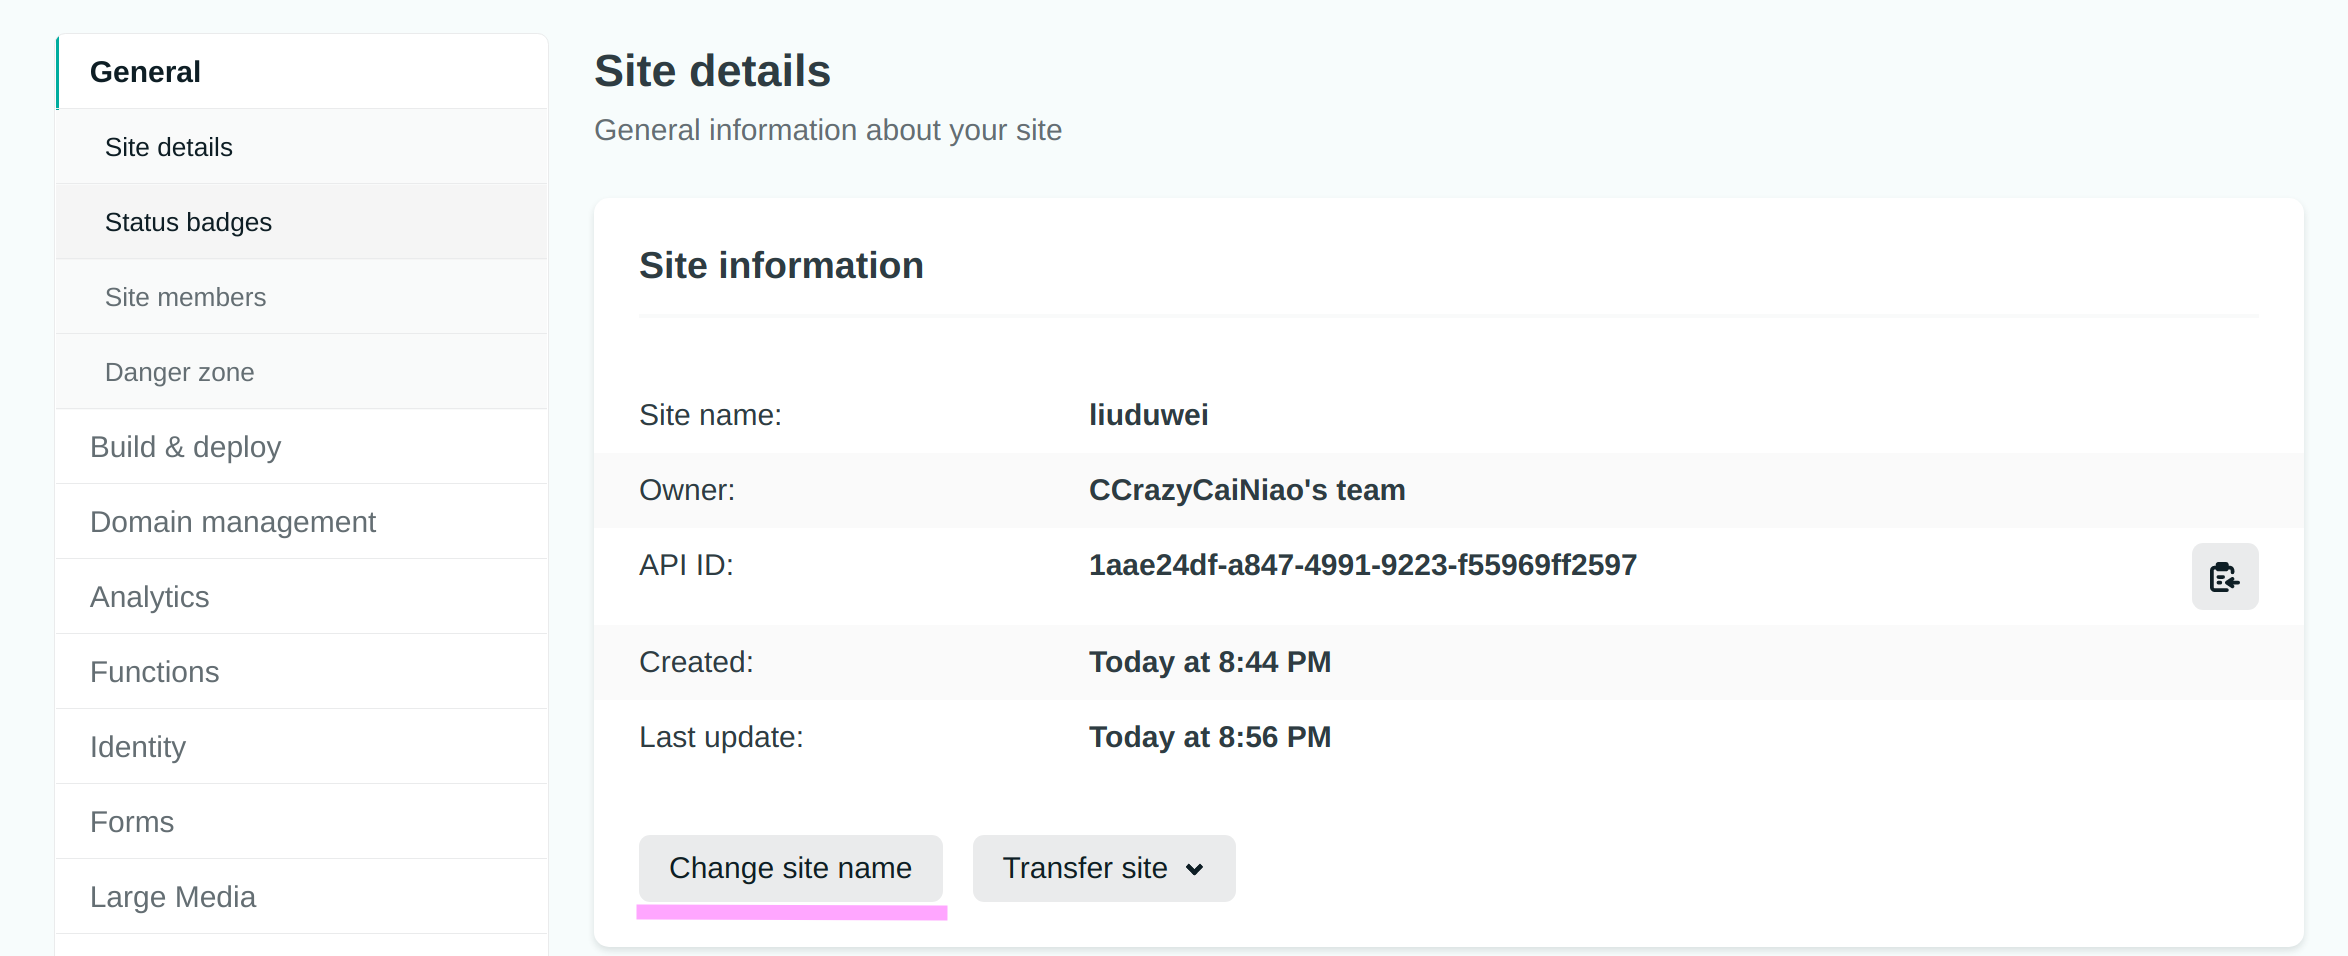 General
Site details
Status badges
Site members
Danger zone
Build & deploy
Domain management
Analytics
Functions
Identity
Forms
Large Media
Site details
General information about your site
Site information
Site name: liuduwei
Owner: CCrazyCaiNiao's team
API ID: 1aae24df-a847-4991-9223-f55969ff2597
Created: Today at 8:44 PM
Last update: Today at 8:56 PM
Change site name Transfer site